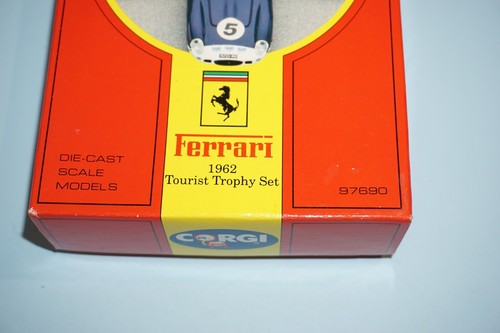 5
Ferrari
1962
Tourist Trophy Set
DIE-CAST
SCALE
MODELS
97690
CORGI